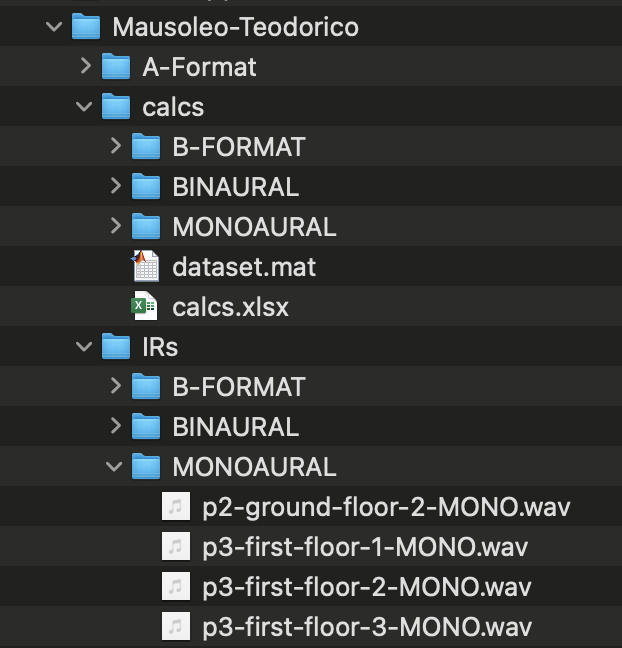 Mausoleo-Teodorico
A-Format
calcs
B-FORMAT
BINAURAL
MONOAURAL
dataset.mat
calcs.xlsx
IRs
B-FORMAT
BINAURAL
MONOAURAL
p2-ground-floor-2-MONO.wav
p3-first-floor-1-MONO.wav
p3-first-floor-2-MONO.wav
p3-first-floor-3-MONO.wav